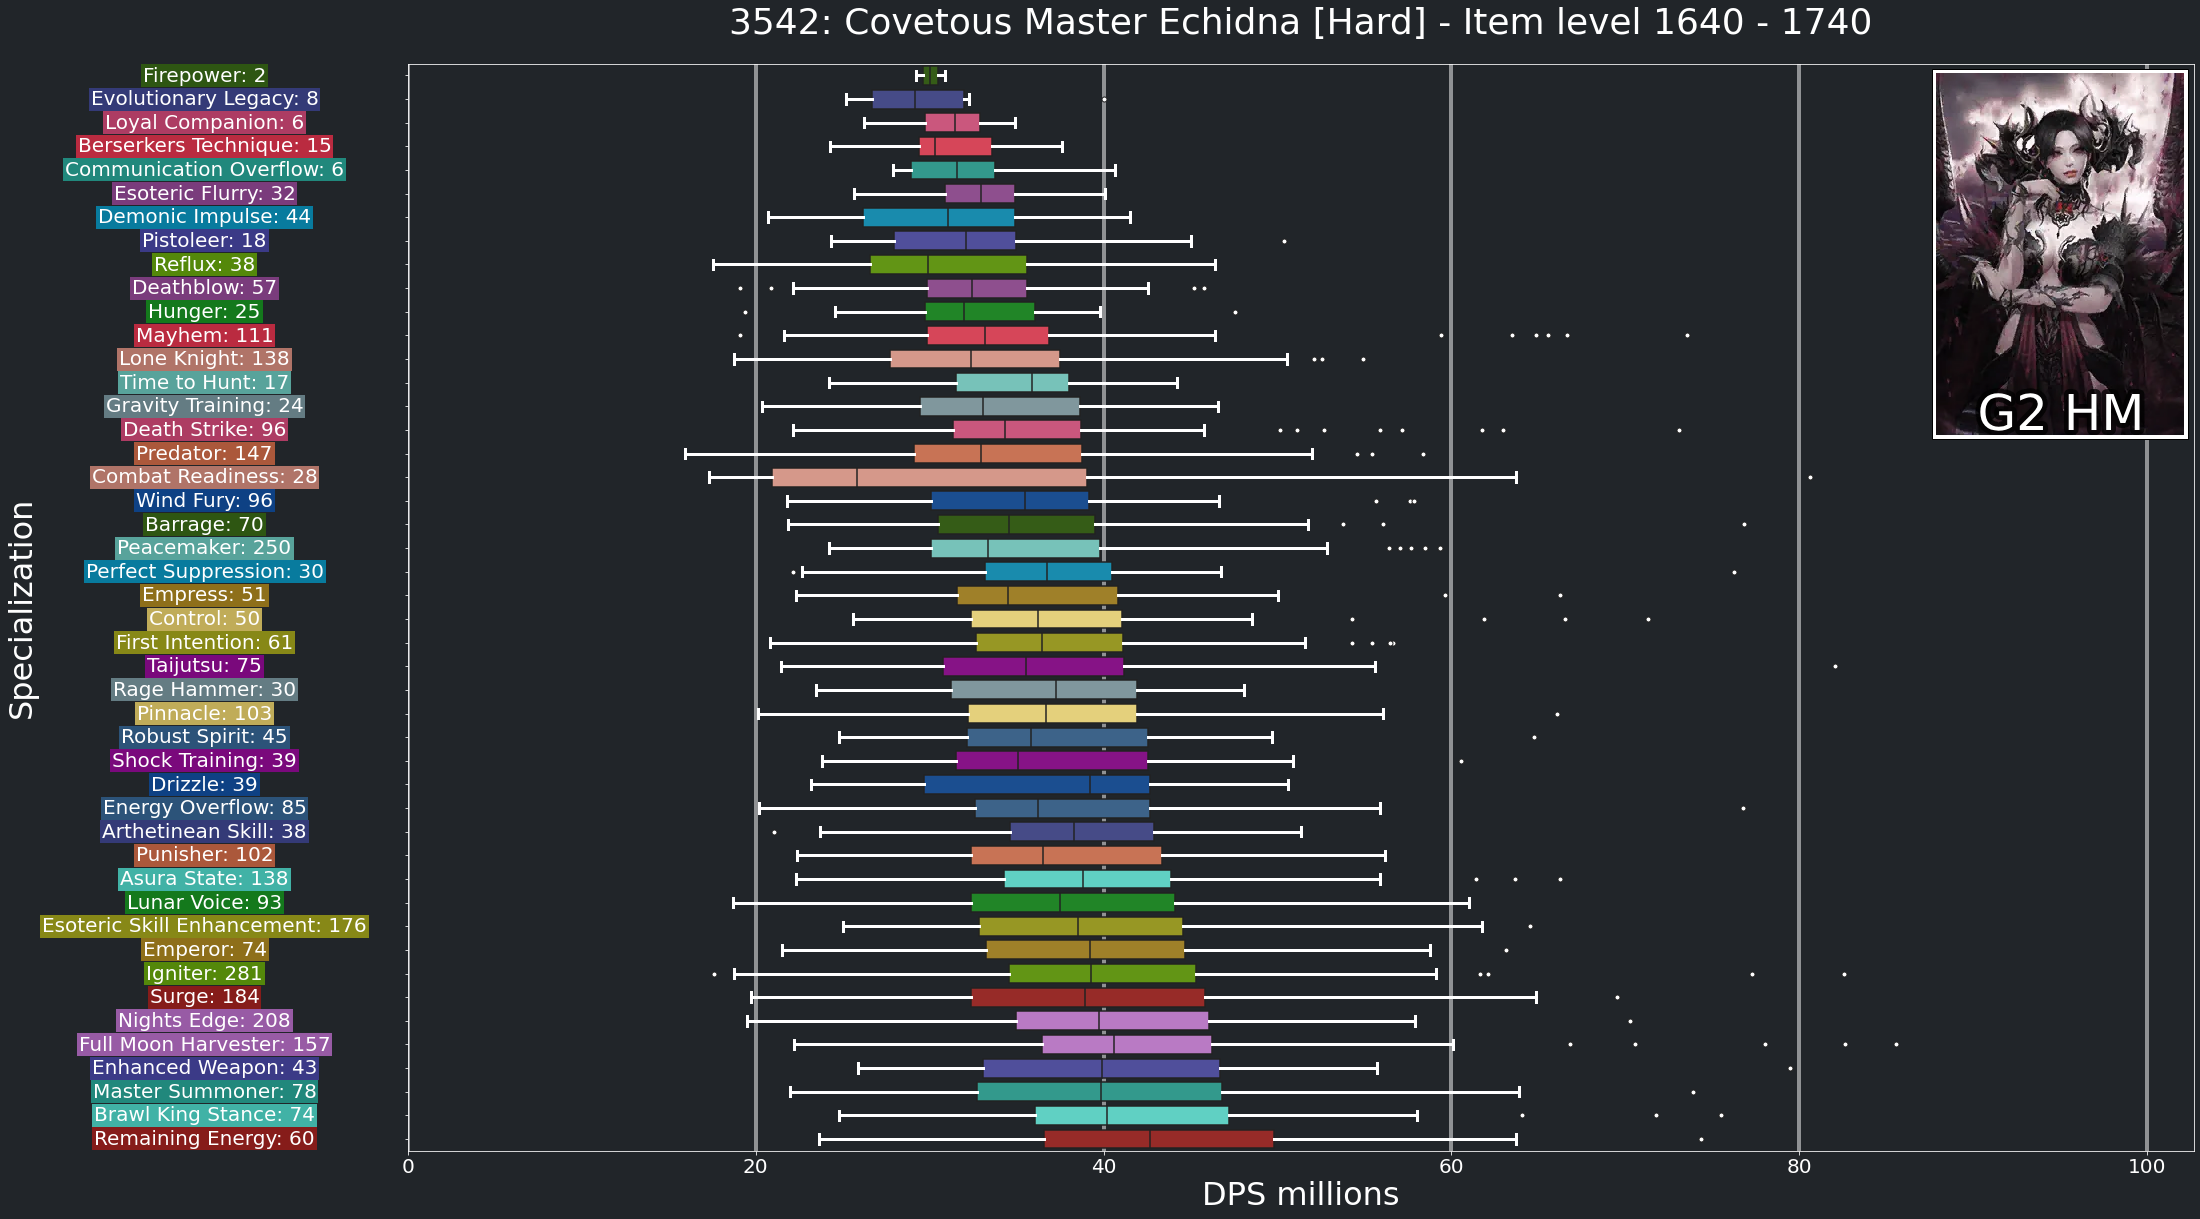 3542: Covetous Master Echidna [Hard] - Item level 1640 - 1740
Firepower: 2
Evolutionary Legacy: 8
Loyal Companion: 6
Berserkers Technique: 15
Communication Overflow: 6
Esoteric Flurry: 32
Demonic Impulse: 44
Pistoleer: 18
Reflux: 38
Deathblow: 57
Hunger: 25
Mayhem: 111
Lone Knight: 138
Time to Hunt: 17
Gravity Training: 24
Death Strike: 96
Predator: 147
Combat Readiness: 28
Wind Fury: 96
Barrage: 70
Peacemaker: 250
Perfect Suppression: 30
Empress: 51
Control: 50
First Intention: 61
Taijutsu: 75
Rage Hammer: 30
Pinnacle: 103
Robust Spirit: 45
Shock Training: 39
Drizzle: 39
Energy Overflow: 85
Arthetinean Skill: 38
Punisher: 102
Asura State: 138
Lunar Voice: 93
Esoteric Skill Enhancement: 176
Emperor: 74
Igniter: 281
Surge: 184
Nights Edge: 208
Full Moon Harvester: 157
Enhanced Weapon: 43
Master Summoner: 78
Brawl King Stance: 74
Remaining Energy: 60
Specialization
G2 HM
0 20 40 60 80 100
DPS millions